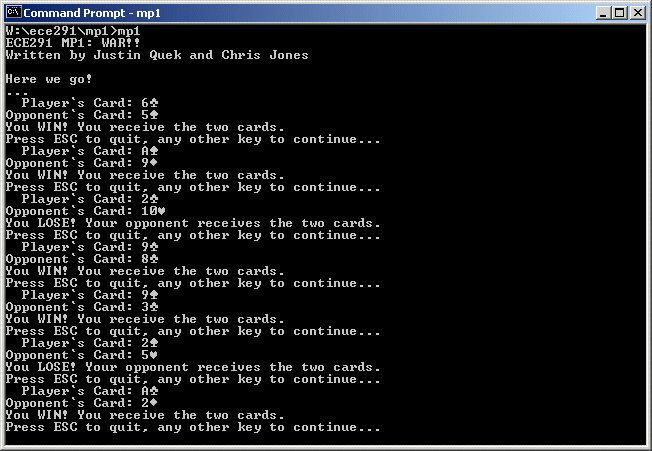 Command Prompt - mp1
W:\ece291\mp1>mp1
ECE291 MP1: WAR!!
Written by Justin Quek and Chris Jones
Here we go!
...
Player`s Card: 6♣
Opponent`s Card: 5♠
You WIN! You receive the two cards.
Press ESC to quit, any other key to continue...
Player`s Card: A♠
Opponent`s Card: 9♦
You WIN! You receive the two cards.
Press ESC to quit, any other key to continue...
Player`s Card: 2♣
Opponent`s Card: 10♥
You LOSE! Your opponent receives the two cards.
Press ESC to quit, any other key to continue...
Player`s Card: 9♣
Opponent`s Card: 8♣
You WIN! You receive the two cards.
Press ESC to quit, any other key to continue...
Player`s Card: 9♠
Opponent`s Card: 3♣
You WIN! You receive the two cards.
Press ESC to quit, any other key to continue...
Player`s Card: 2♠
Opponent`s Card: 5♥
You LOSE! Your opponent receives the two cards.
Press ESC to quit, any other key to continue...
Player`s Card: A♣
Opponent`s Card: 2♦
You WIN! You receive the two cards.
Press ESC to quit, any other key to continue...